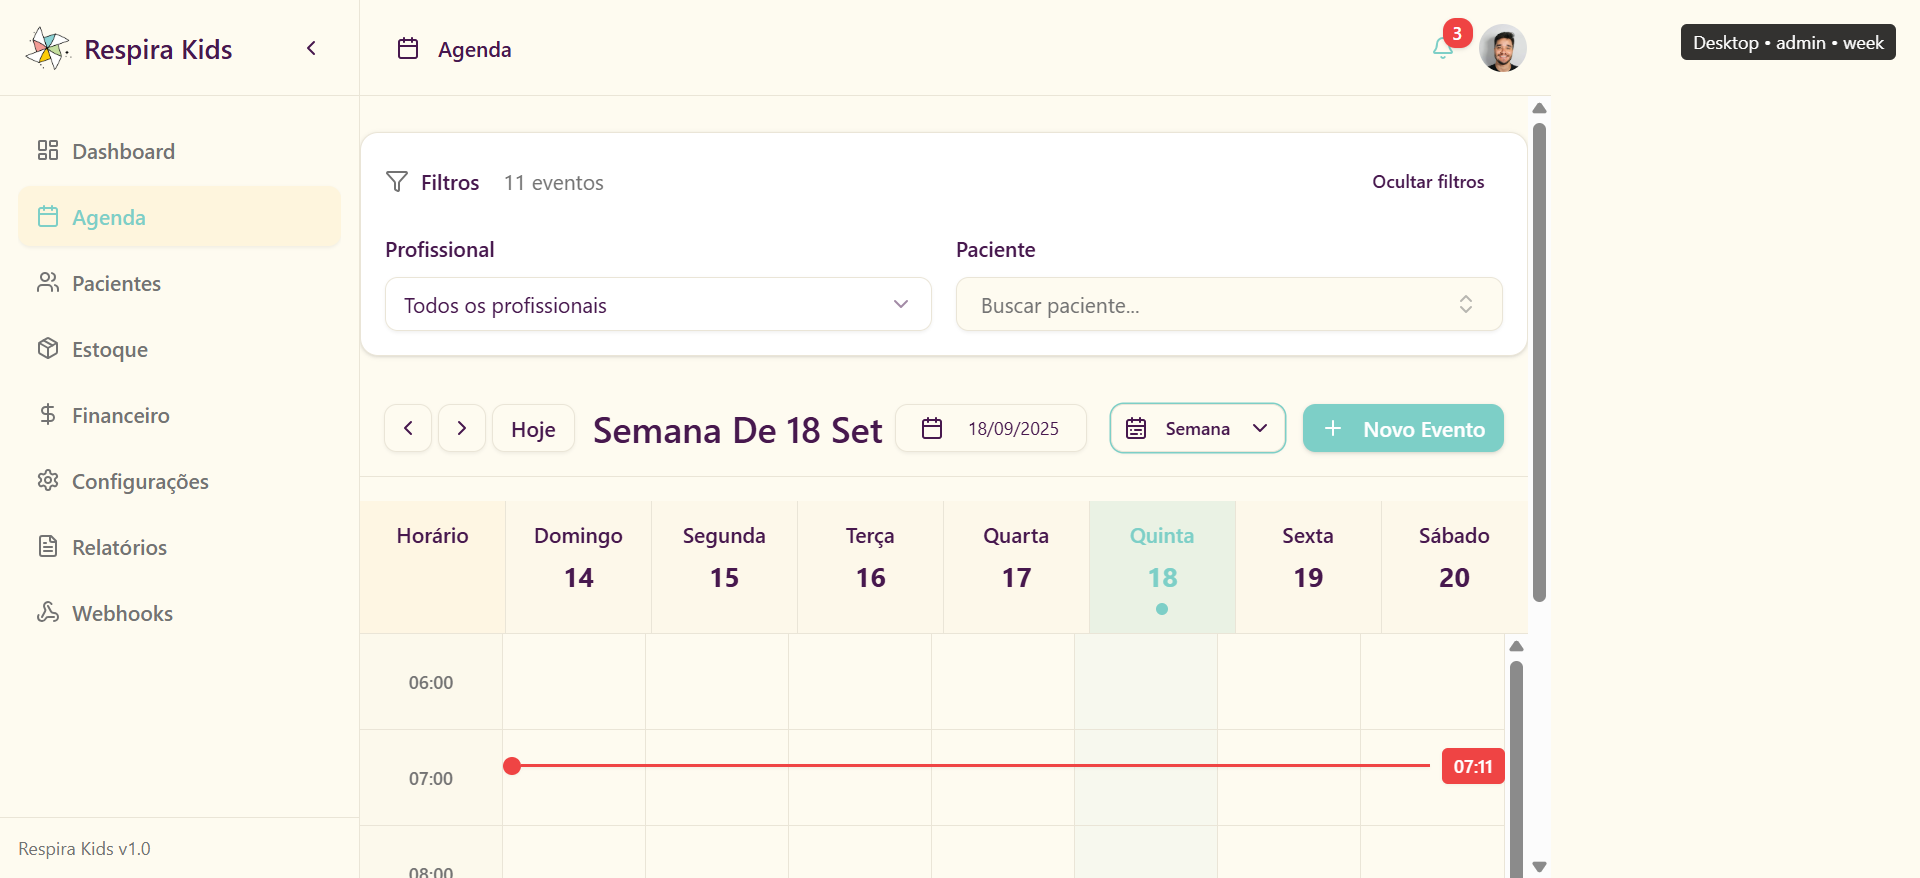 Respira Kids
Agenda
3
Desktop • admin • week
Dashboard
Agenda
Pacientes
Estoque
Financeiro
Configurações
Relatórios
Webhooks
Respira Kids v1.0
Filtros 11 eventos
Ocultar filtros
Profissional
Todos os profissionais
Paciente
Buscar paciente...
Hoje
Semana De 18 Set
18/09/2025
Semana
Novo Evento
Horário
Domingo
14
Segunda
15
Terça
16
Quarta
17
Quinta
18
Sexta
19
Sábado
20
06:00
07:11
07:00
08:00